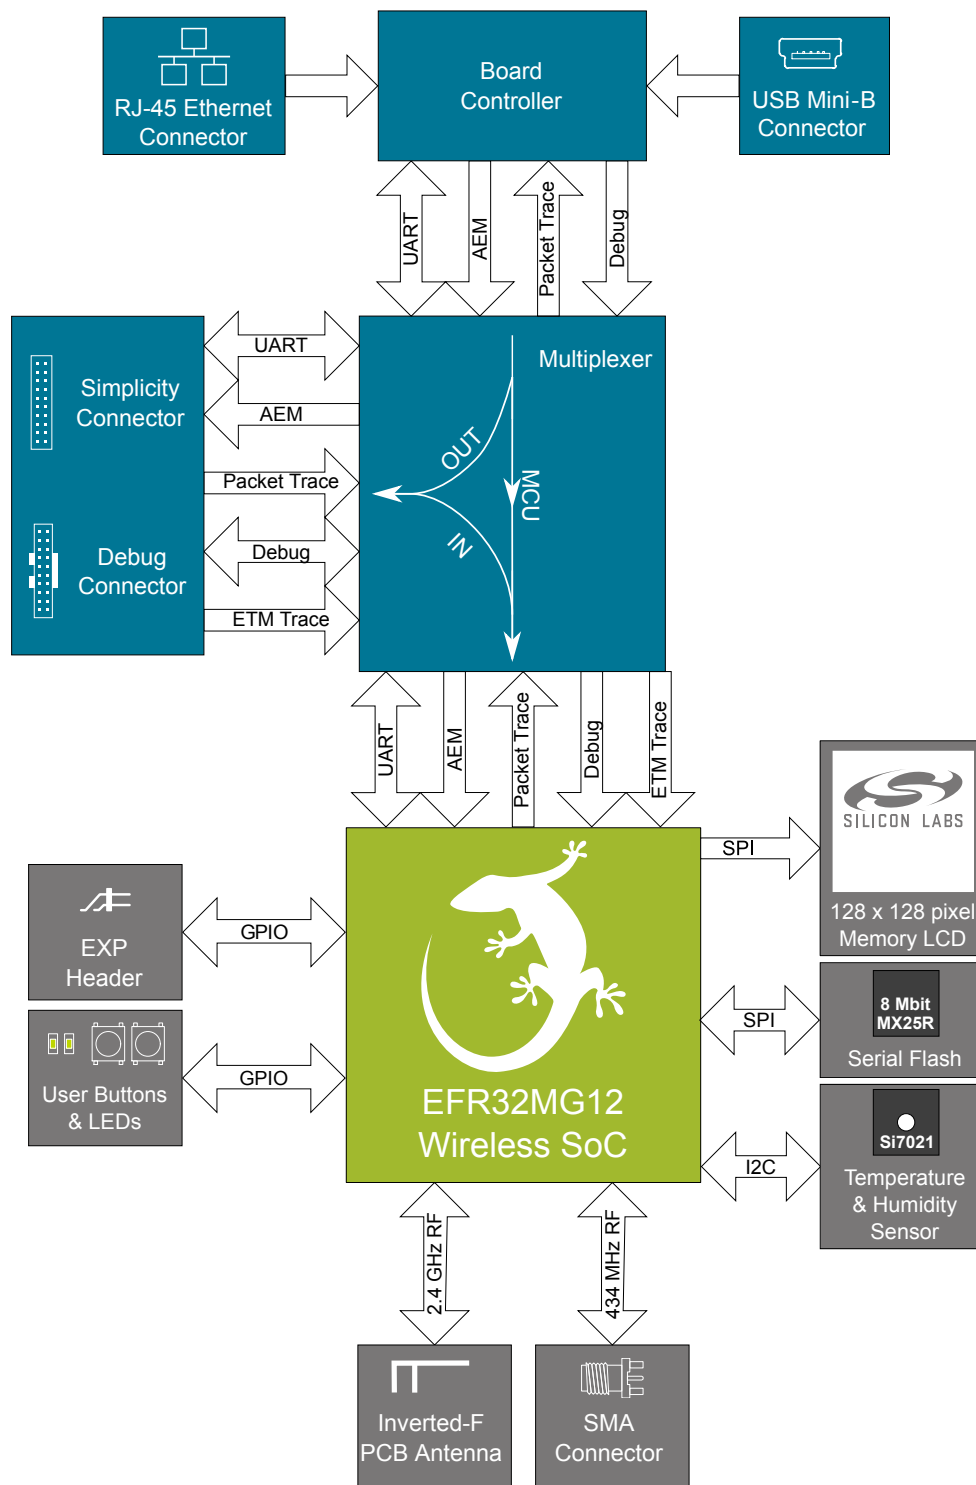 RJ-45 Ethernet
Connector
Board
Controller
USB Mini-B
Connector
UART
AEM
Packet Trace
Debug
Simplicity
Connector
Debug
Connector
UART
AEM
Packet Trace
Debug
ETM Trace
Multiplexer
OUT
MCU
IN
UART
AEM
Packet Trace
Debug
ETM Trace
EXP
Header
GPIO
User Buttons
& LEDs
GPIO
EFR32MG12
Wireless SoC
SPI
SILICON LABS
128 x 128 pixel
Memory LCD
SPI
8 Mbit
MX25R
Serial Flash
I2C
Si7021
Temperature
& Humidity
Sensor
2.4 GHz RF
434 MHz RF
Inverted-F
PCB Antenna
SMA
Connector